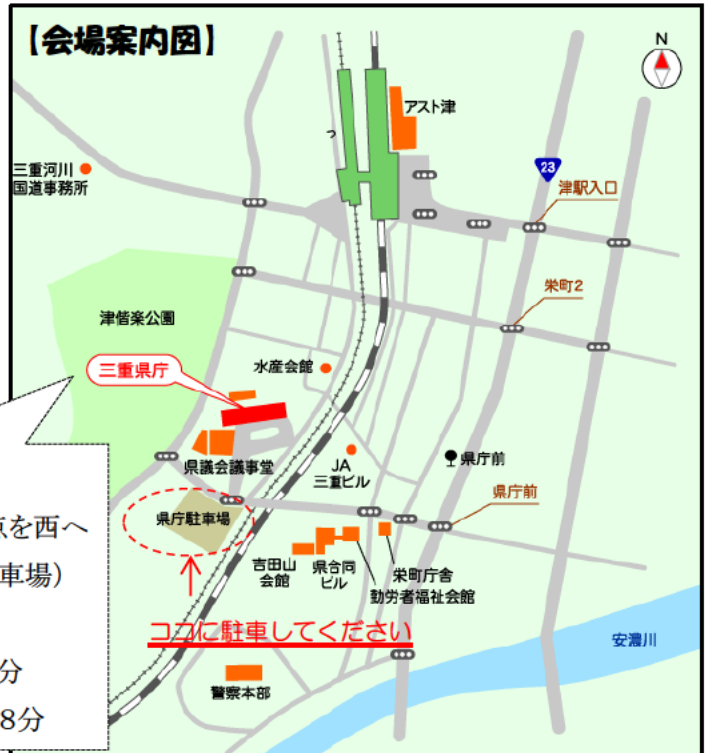 【会場案内図】
N
アスト津
つ
三重河川
国道事務所
23
津駅入口
栄町2
津偕楽公園
水産会館
三重県庁
県議会議事堂
JA
三重ビル
県庁前
県庁前
県庁駐車場
点を西へ
車場）
吉田山
会館
県合同
ビル
栄町庁舎
勤労者福祉会館
ココに駐車してください
安濃川
分
8分
警察本部